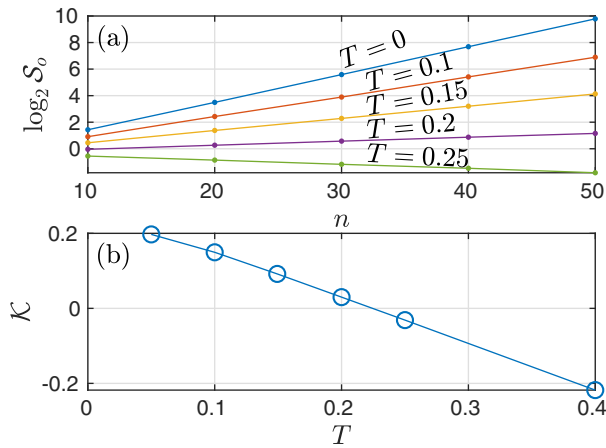 10
(a)
8
6
4
2
0
log₂ 𝒮ₒ
T = 0
T = 0.1
T = 0.15
T = 0.2
T = 0.25
10
20
30
40
50
n
0.2
(b)
0
-0.2
𝒦
0
0.1
0.2
0.3
0.4
T